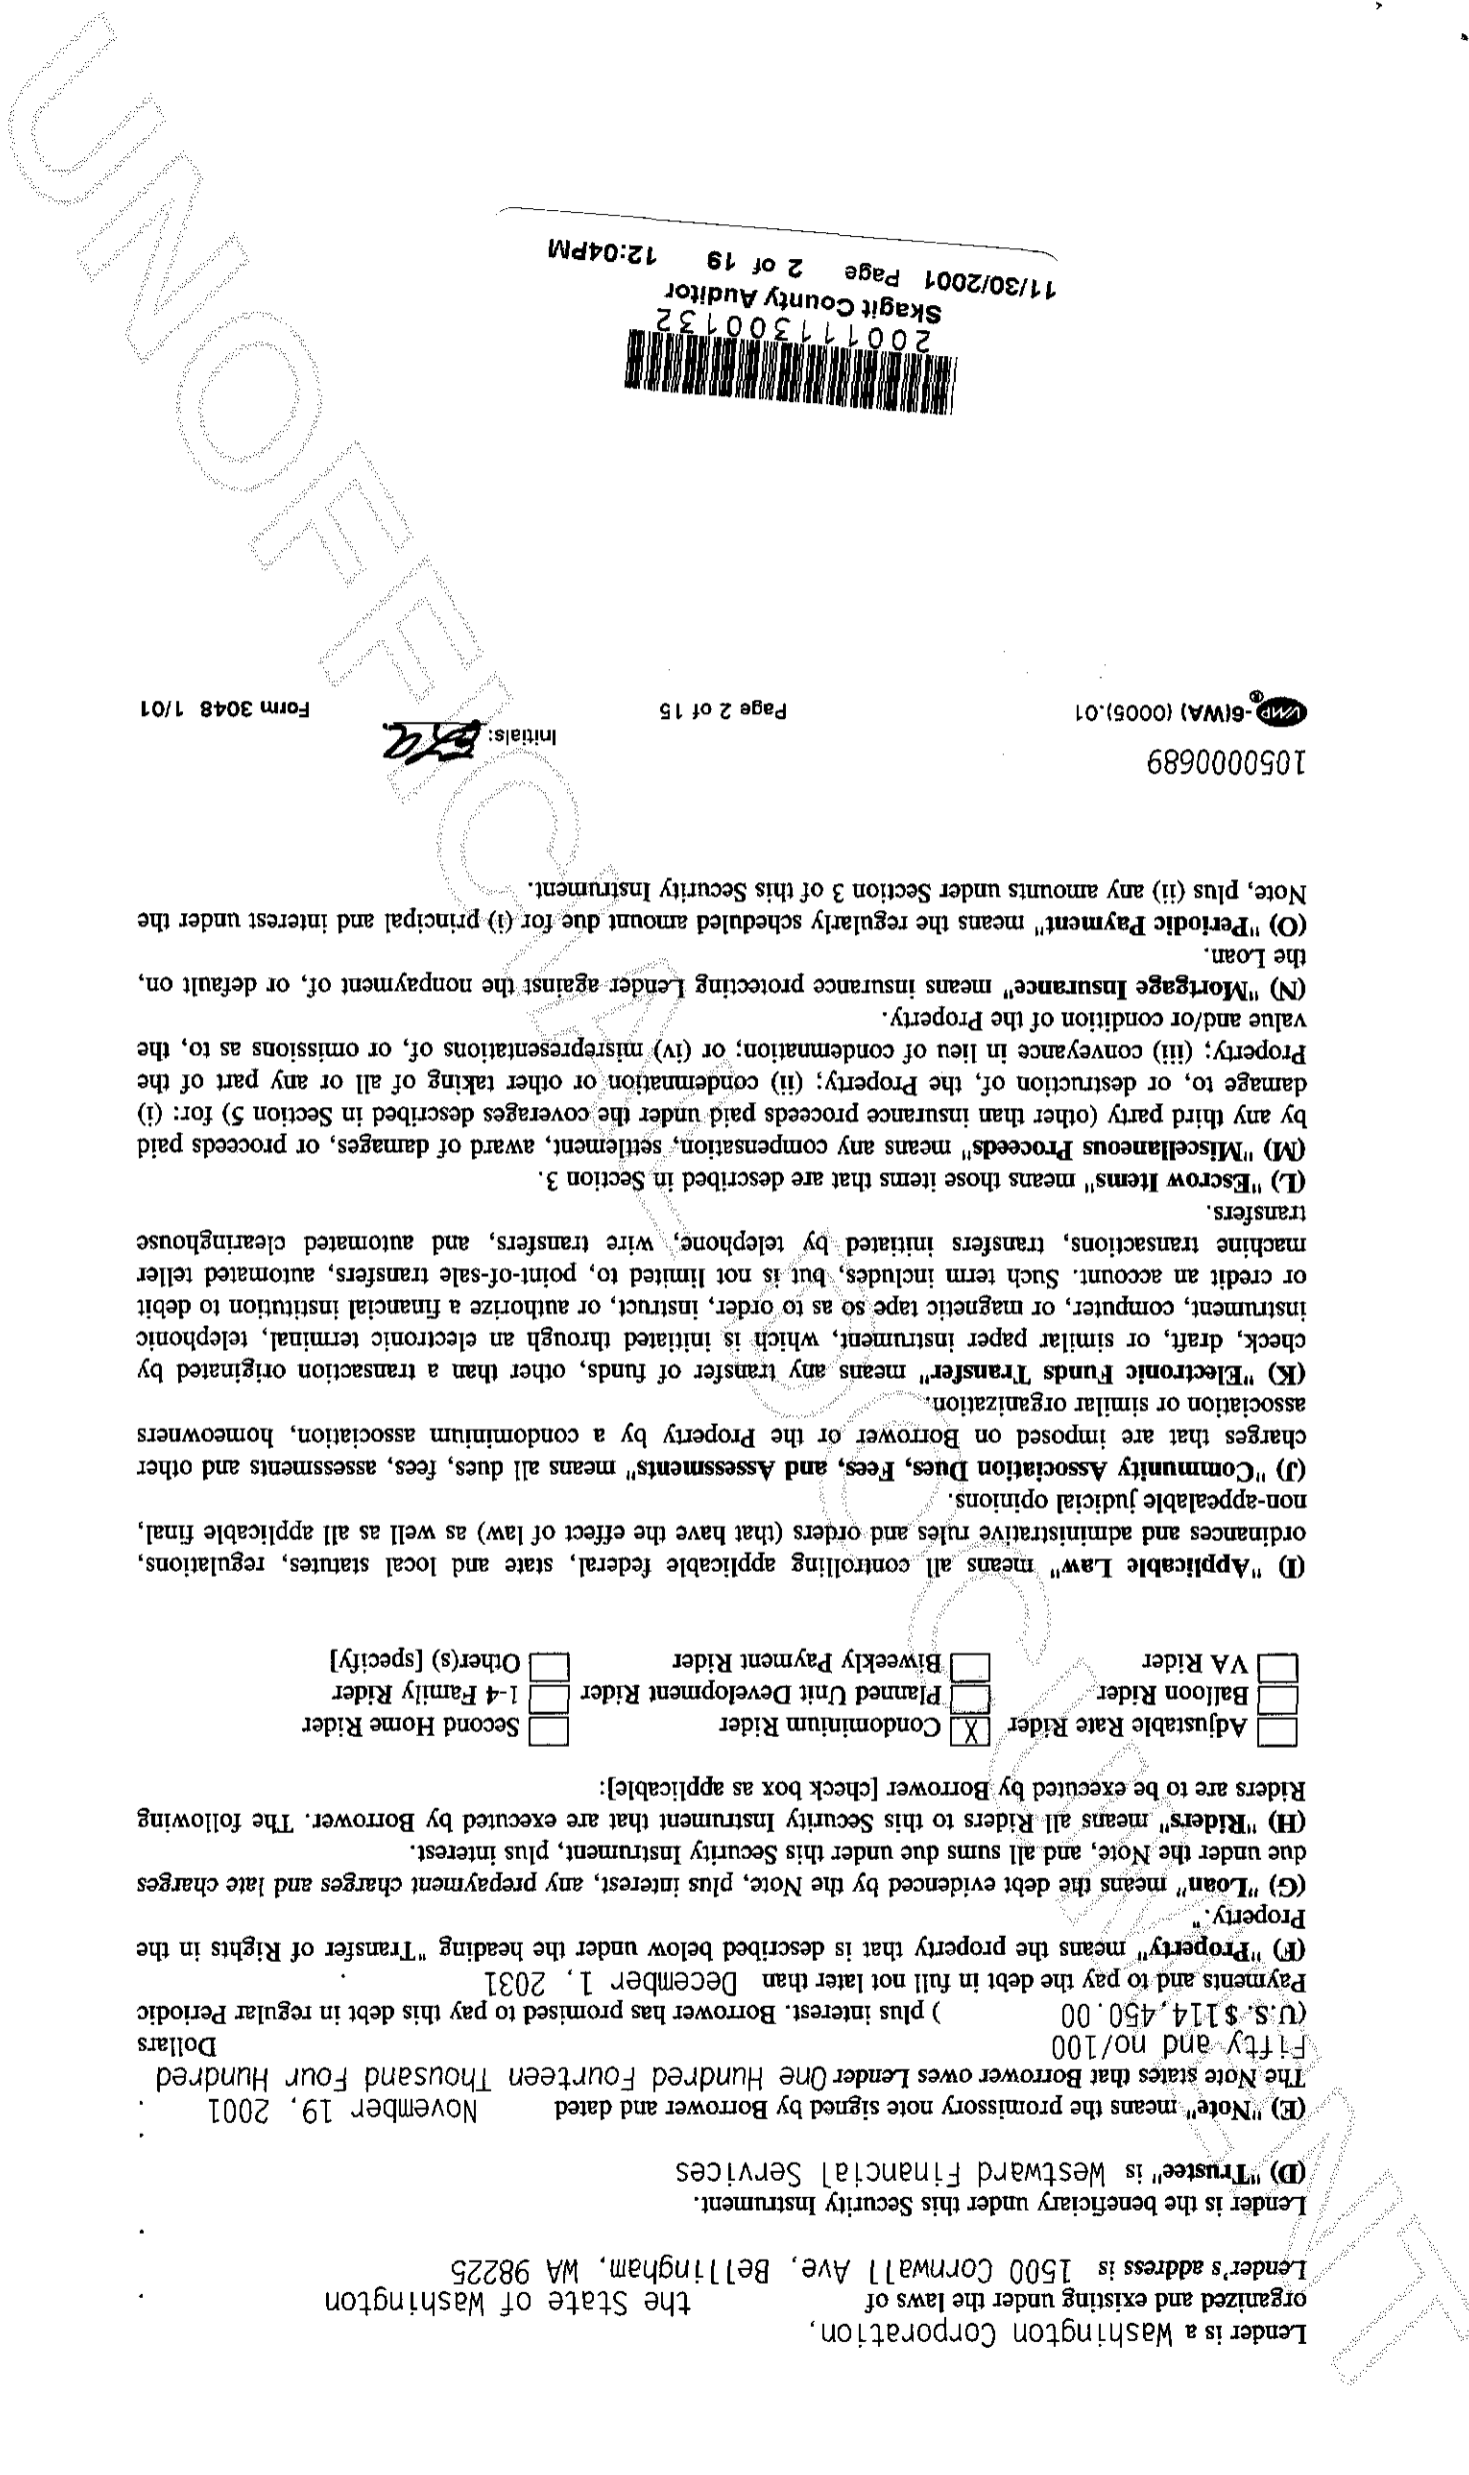 Lender is a Washington Corporation,
organized and existing under the laws of the State of Washington .
Lender's address is 1500 Cornwall Ave, Bellingham, WA 98225
.
Lender is the beneficiary under this Security Instrument.
(D) "Trustee" is Westward Financial Services
.
(E) "Note" means the promissory note signed by Borrower and dated November 19, 2001 .
The Note states that Borrower owes Lender One Hundred Fourteen Thousand Four Hundred
Fifty and no/100 Dollars
(U.S.$114,450.00 ) plus interest. Borrower has promised to pay this debt in regular Periodic
Payments and to pay the debt in full not later than December 1, 2031 .
(F) "Property" means the property that is described below under the heading "Transfer of Rights in the
Property."
(G) "Loan" means the debt evidenced by the Note, plus interest, any prepayment charges and late charges
due under the Note, and all sums due under this Security Instrument, plus interest.
(H) "Riders" means all Riders to this Security Instrument that are executed by Borrower. The following
Riders are to be executed by Borrower [check box as applicable]:
Adjustable Rate Rider X Condominium Rider Second Home Rider
Balloon Rider Planned Unit Development Rider 1-4 Family Rider
VA Rider Biweekly Payment Rider Other(s) [specify]
(I) "Applicable Law" means all controlling applicable federal, state and local statutes, regulations,
ordinances and administrative rules and orders (that have the effect of law) as well as all applicable final,
non-appealable judicial opinions.
(J) "Community Association Dues, Fees, and Assessments" means all dues, fees, assessments and other
charges that are imposed on Borrower or the Property by a condominium association, homeowners
association or similar organization.
(K) "Electronic Funds Transfer" means any transfer of funds, other than a transaction originated by
check, draft, or similar paper instrument, which is initiated through an electronic terminal, telephonic
instrument, computer, or magnetic tape so as to order, instruct, or authorize a financial institution to debit
or credit an account. Such term includes, but is not limited to, point-of-sale transfers, automated teller
machine transactions, transfers initiated by telephone, wire transfers, and automated clearinghouse
transfers.
(L) "Escrow Items" means those items that are described in Section 3.
(M) "Miscellaneous Proceeds" means any compensation, settlement, award of damages, or proceeds paid
by any third party (other than insurance proceeds paid under the coverages described in Section 5) for: (i)
damage to, or destruction of, the Property; (ii) condemnation or other taking of all or any part of the
Property; (iii) conveyance in lieu of condemnation; or (iv) misrepresentations of, or omissions as to, the
value and/or condition of the Property.
(N) "Mortgage Insurance" means insurance protecting Lender against the nonpayment of, or default on,
the Loan.
(O) "Periodic Payment" means the regularly scheduled amount due for (i) principal and interest under the
Note, plus (ii) any amounts under Section 3 of this Security Instrument.
1050000689
Initials:
VMP®-6(WA) (0005).01 Page 2 of 15 Form 3048 1/01
200111300132
Skagit County Auditor
11/30/2001 Page 2 of 19 12:04PM
UNOFFICIAL DOCUMENT